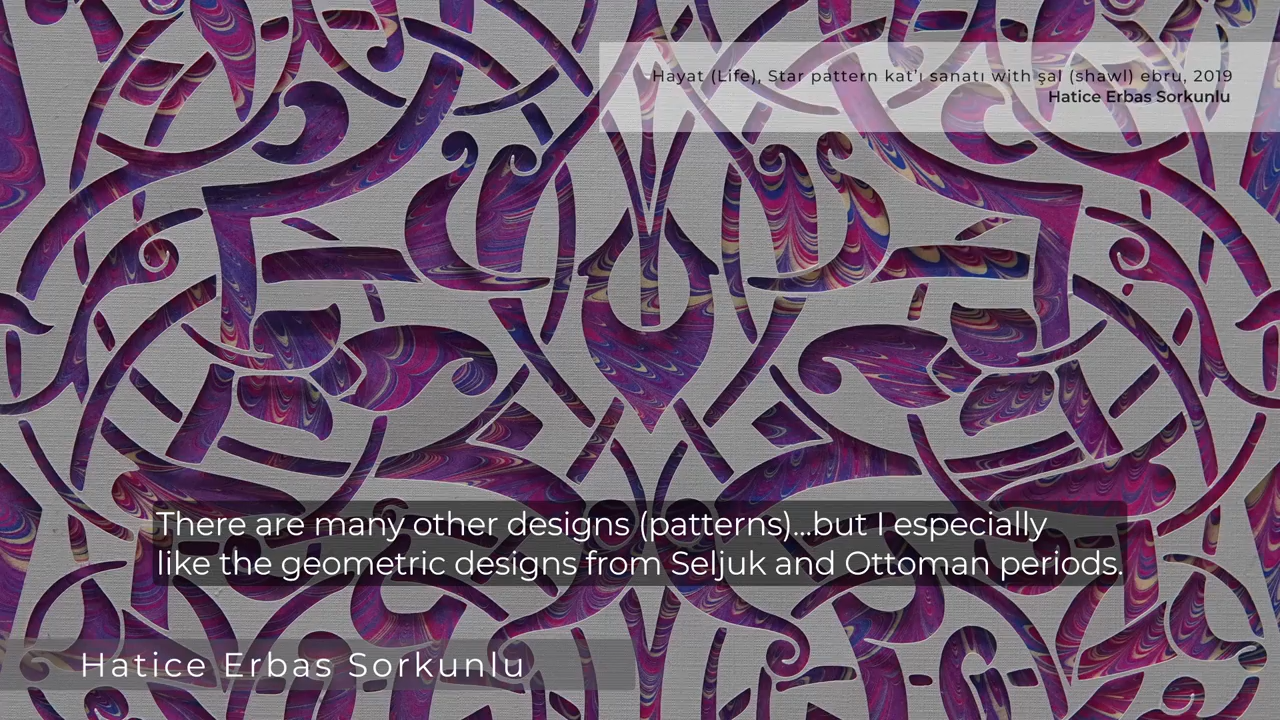 Hayat (Life), Star pattern kat'ı sanatı with şal (shawl) ebru, 2019
Hatice Erbas Sorkunlu
There are many other designs (patterns)...but I especially
like the geometric designs from Seljuk and Ottoman periods.
Hatice Erbas Sorkunlu